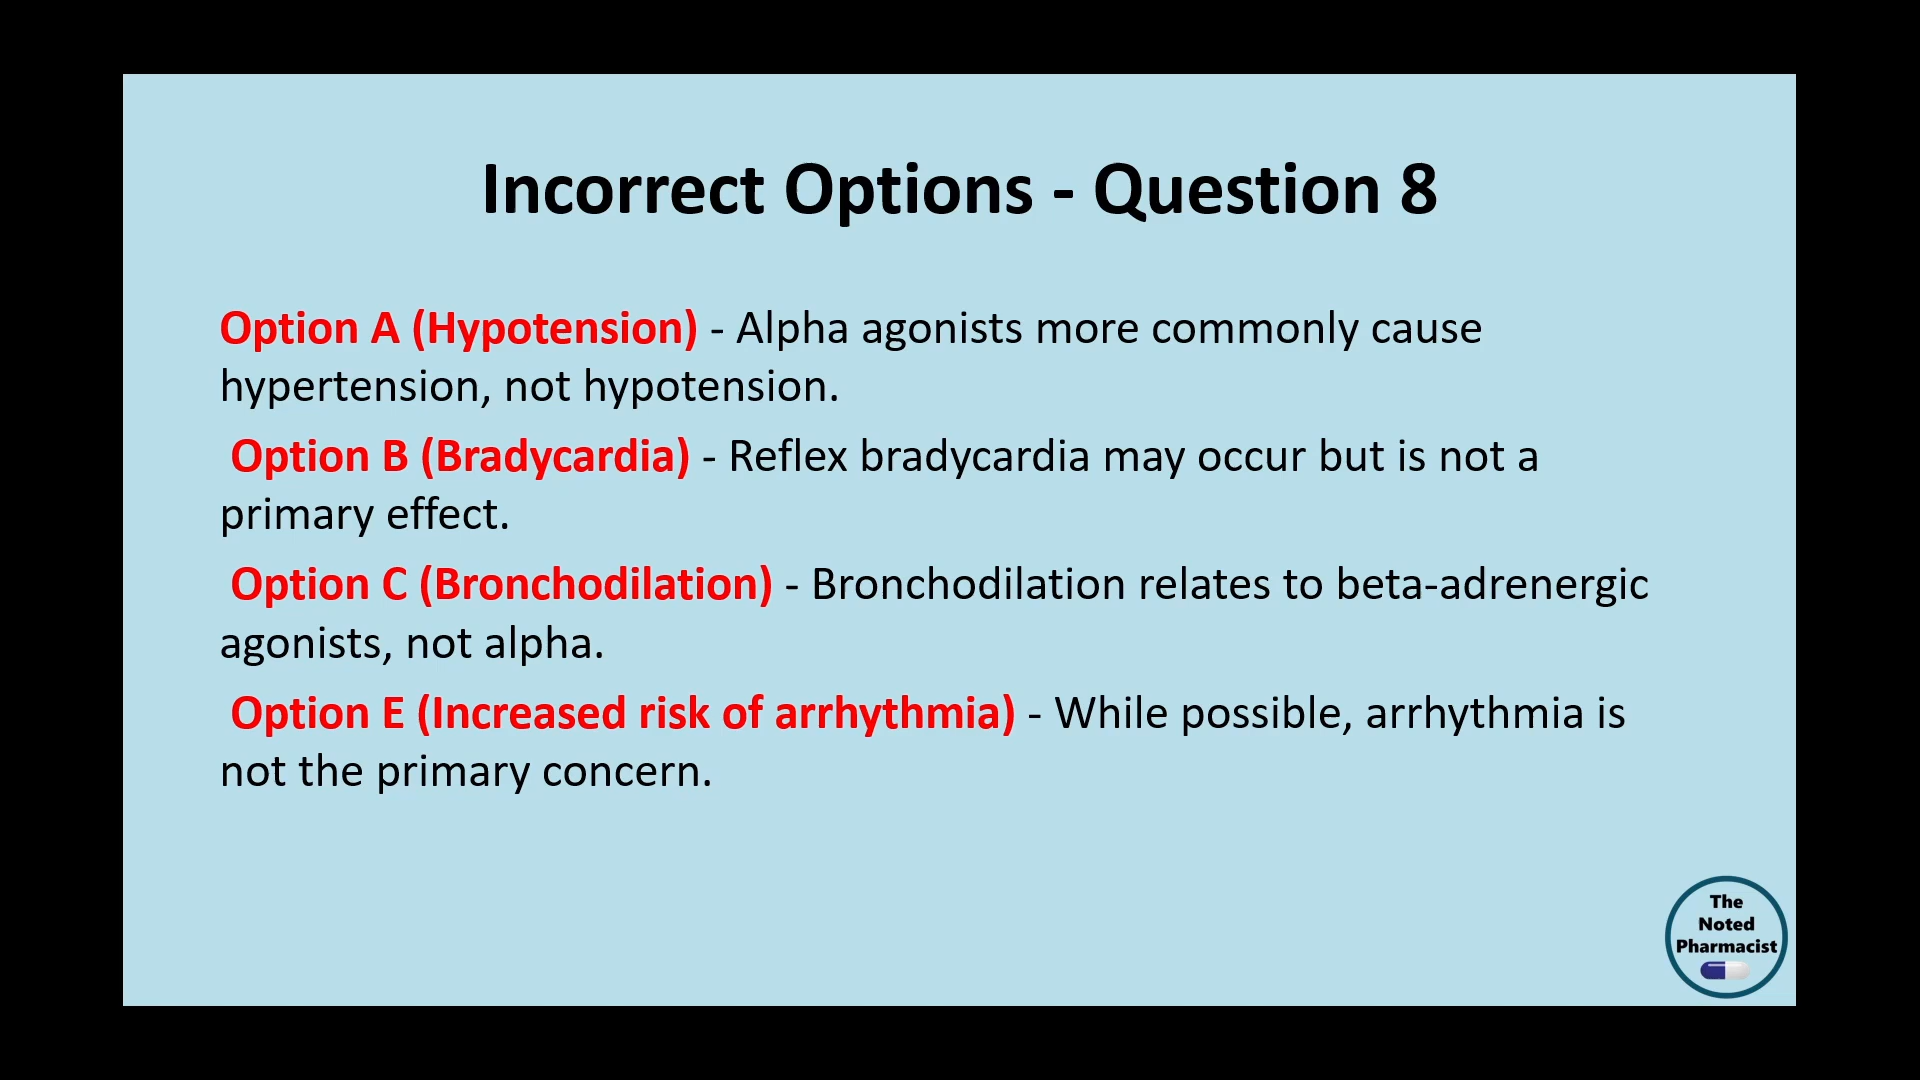 Incorrect Options - Question 8
Option A (Hypotension) - Alpha agonists more commonly cause
hypertension, not hypotension.
Option B (Bradycardia) - Reflex bradycardia may occur but is not a
primary effect.
Option C (Bronchodilation) - Bronchodilation relates to beta-adrenergic
agonists, not alpha.
Option E (Increased risk of arrhythmia) - While possible, arrhythmia is
not the primary concern.
The
Noted
Pharmacist